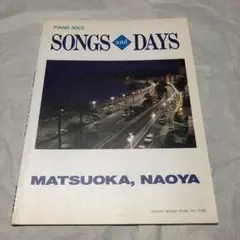 PIANO SOLO
SONGS and DAYS
MATSUOKA, NAOYA